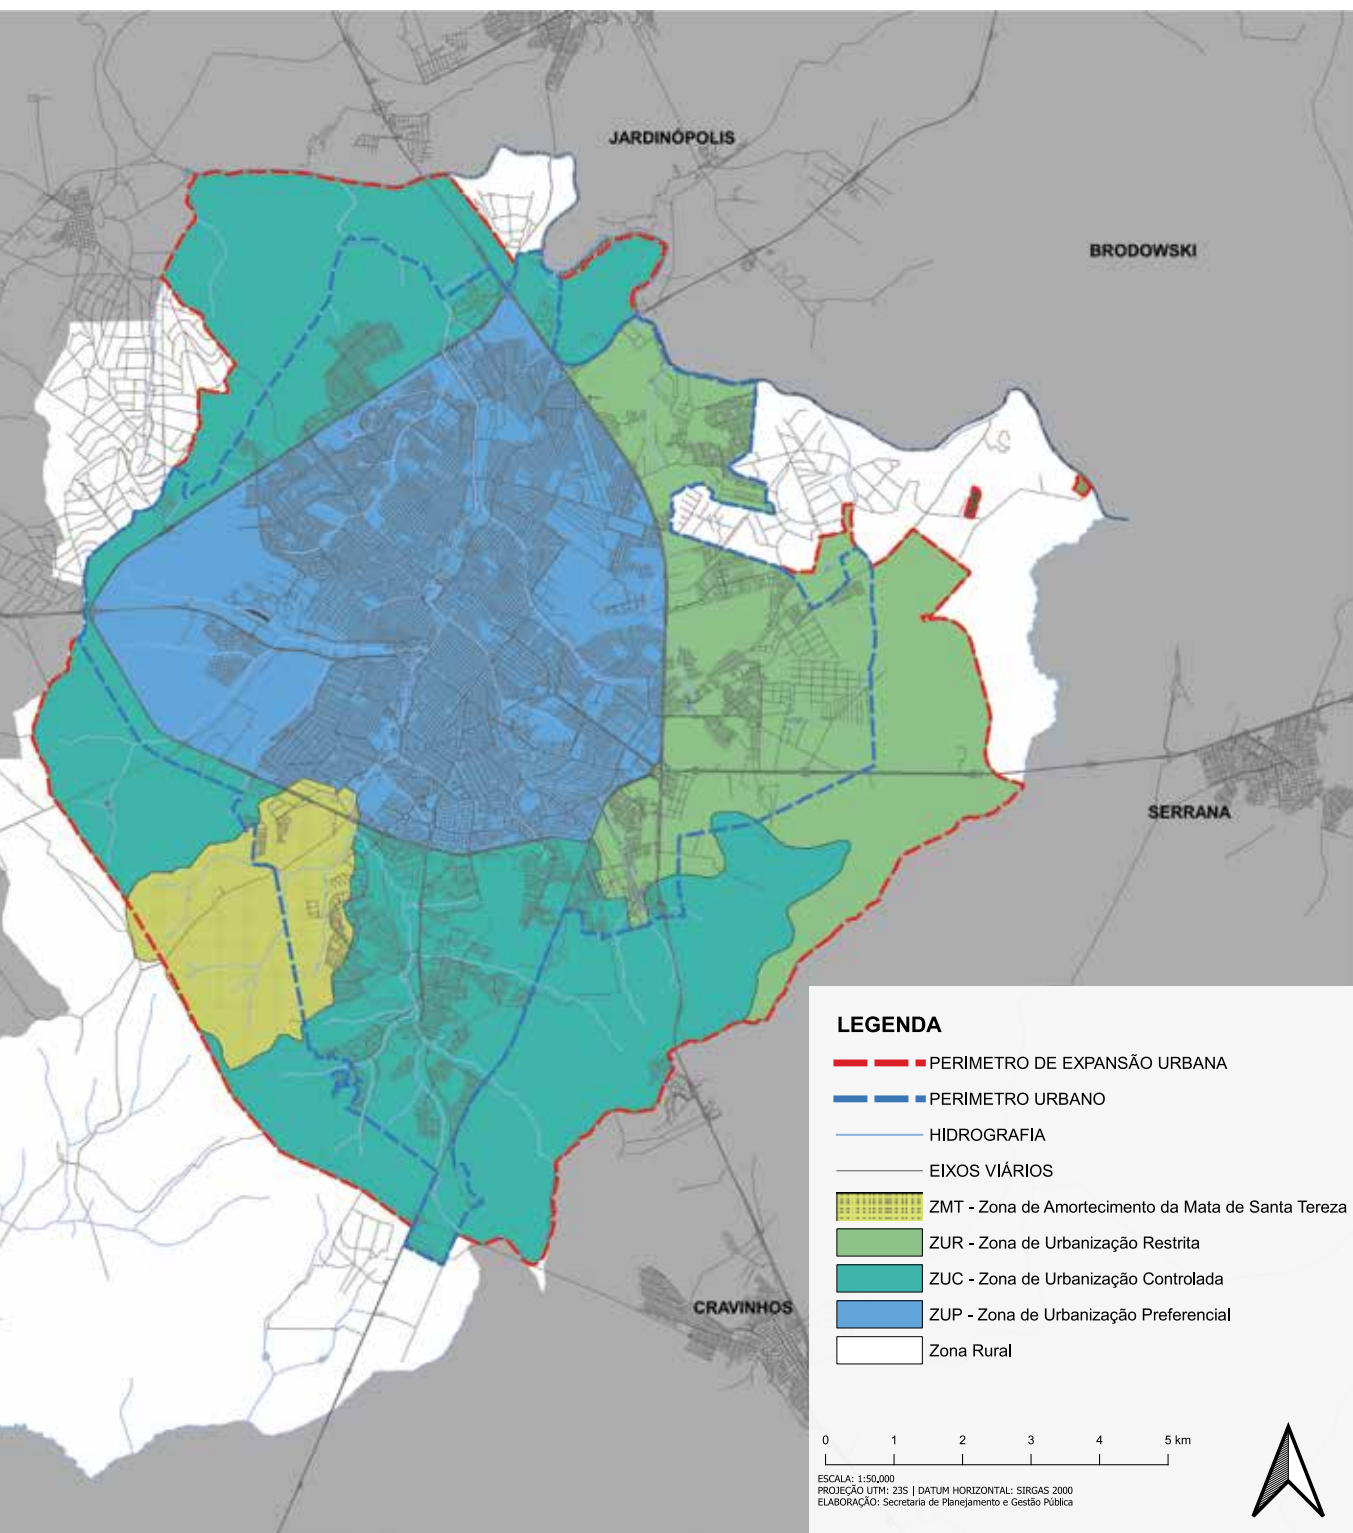 JARDINÓPOLIS
BRODOWSKI
SERRANA
CRAVINHOS
LEGENDA
PERÍMETRO DE EXPANSÃO URBANA
PERÍMETRO URBANO
HIDROGRAFIA
EIXOS VIÁRIOS
ZMT - Zona de Amortecimento da Mata de Santa Tereza
ZUR - Zona de Urbanização Restrita
ZUC - Zona de Urbanização Controlada
ZUP - Zona de Urbanização Preferencial
Zona Rural
0 1 2 3 4 5 km
ESCALA: 1:50.000
PROJEÇÃO UTM: 23S | DATUM HORIZONTAL: SIRGAS 2000
ELABORAÇÃO: Secretaria de Planejamento e Gestão Pública